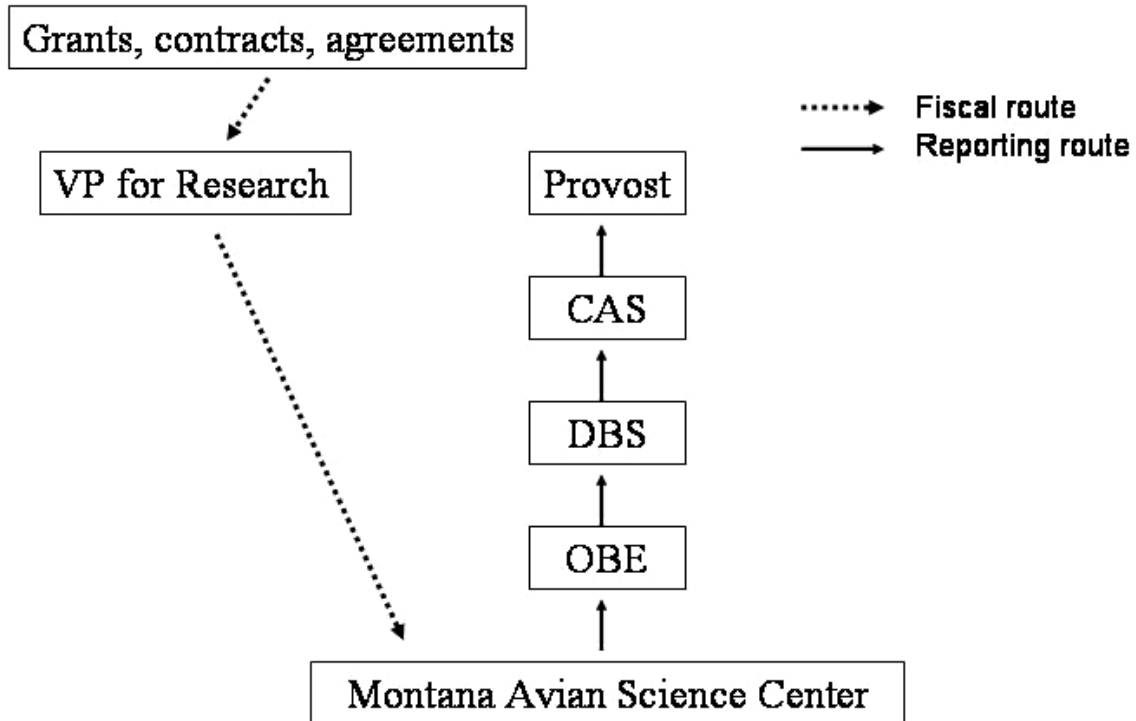 Grants, contracts, agreements
Fiscal route
Reporting route
VP for Research
Provost
CAS
DBS
OBE
Montana Avian Science Center